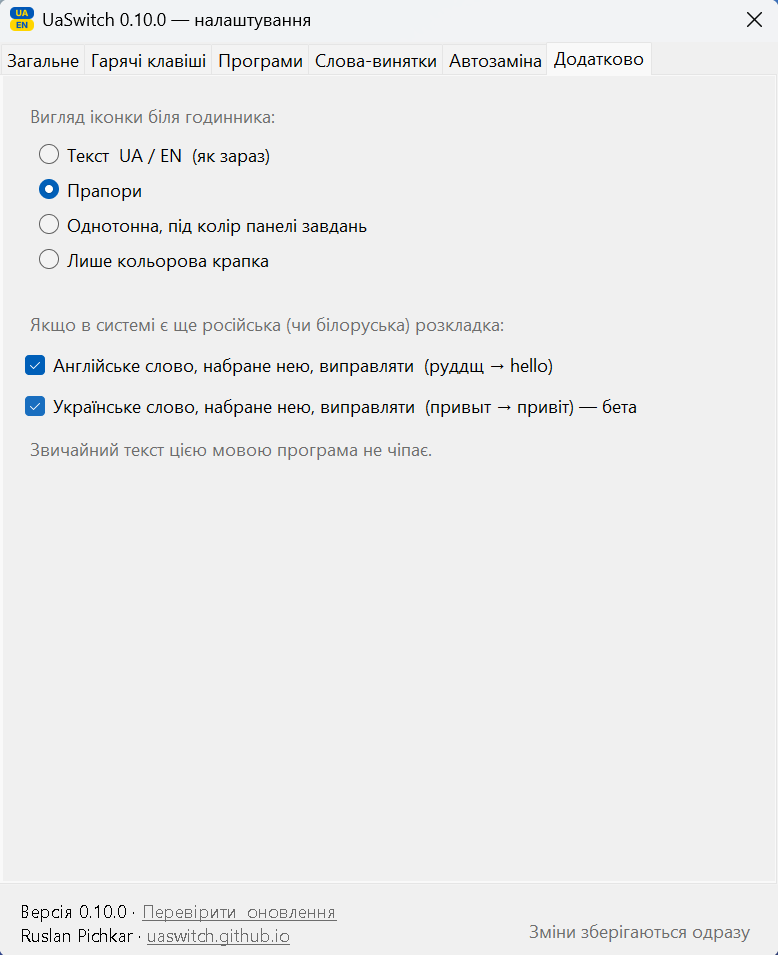 UA
EN
UaSwitch 0.10.0 — налаштування
Загальне Гарячі клавіші Програми Слова-винятки Автозаміна Додатково
Вигляд іконки біля годинника:
Текст UA / EN (як зараз)
Прапори
Однотонна, під колір панелі завдань
Лише кольорова крапка
Якщо в системі є ще російська (чи білоруська) розкладка:
Англійське слово, набране нею, виправляти (руддщ → hello)
Українське слово, набране нею, виправляти (привыт → привіт) — бета
Звичайний текст цією мовою програма не чіпає.
Версія 0.10.0 · Перевірити оновлення
Ruslan Pichkar · uaswitch.github.io
Зміни зберігаються одразу